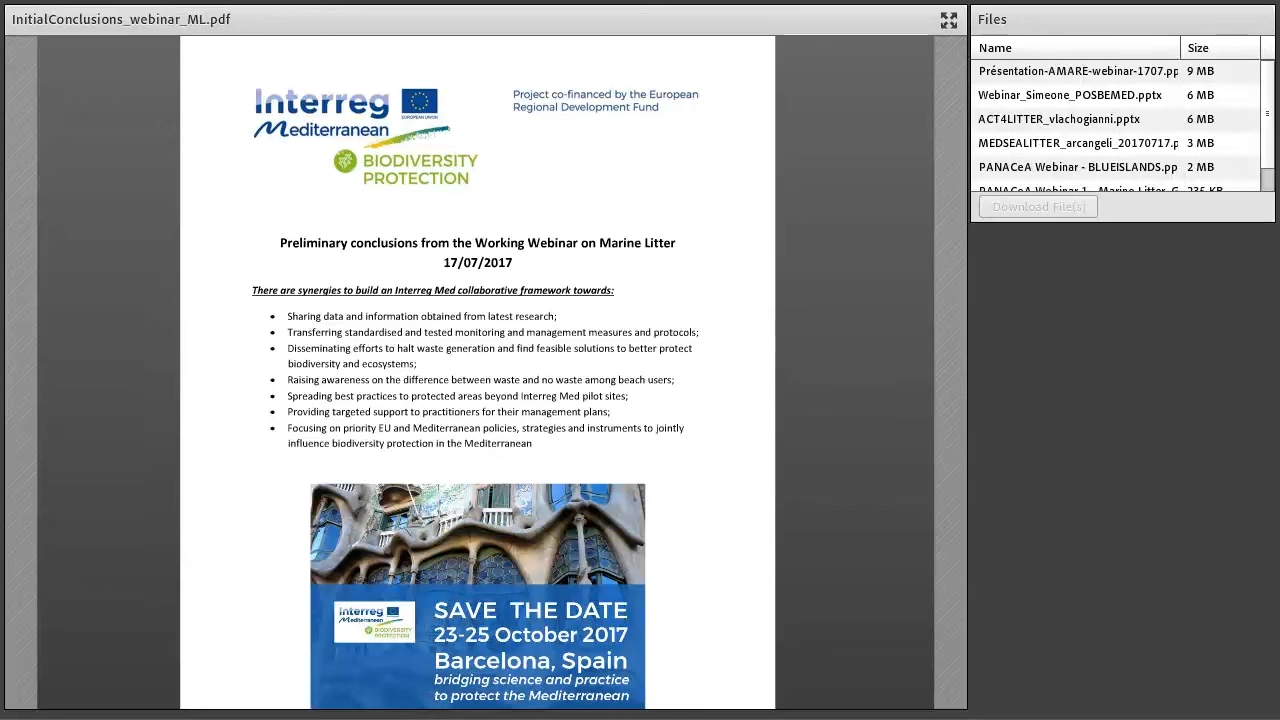 InitialConclusions_webinar_ML.pdf
Interreg
EUROPEAN UNION
Mediterranean
BIODIVERSITY
PROTECTION
Project co-financed by the European
Regional Development Fund
Preliminary conclusions from the Working Webinar on Marine Litter
17/07/2017
There are synergies to build an Interreg Med collaborative framework towards:
• Sharing data and information obtained from latest research;
• Transferring standardised and tested monitoring and management measures and protocols;
• Disseminating efforts to halt waste generation and find feasible solutions to better protect
biodiversity and ecosystems;
• Raising awareness on the difference between waste and no waste among beach users;
• Spreading best practices to protected areas beyond Interreg Med pilot sites;
• Providing targeted support to practitioners for their management plans;
• Focusing on priority EU and Mediterranean policies, strategies and instruments to jointly
influence biodiversity protection in the Mediterranean
Interreg
Mediterranean
BIODIVERSITY
PROTECTION
SAVE THE DATE
23-25 October 2017
Barcelona, Spain
bridging science and practice
to protect the Mediterranean
Files
Name Size
Présentation-AMARE-webinar-1707.pp 9 MB
Webinar_Simeone_POSBEMED.pptx 6 MB
ACT4LITTER_vlachogianni.pptx 6 MB
MEDSEALITTER_arcangeli_20170717.p 3 MB
PANACeA Webinar - BLUEISLANDS.pp 2 MB
PANACeA Webinar 1 - Marine Litter_G 235 KB
Download File(s)